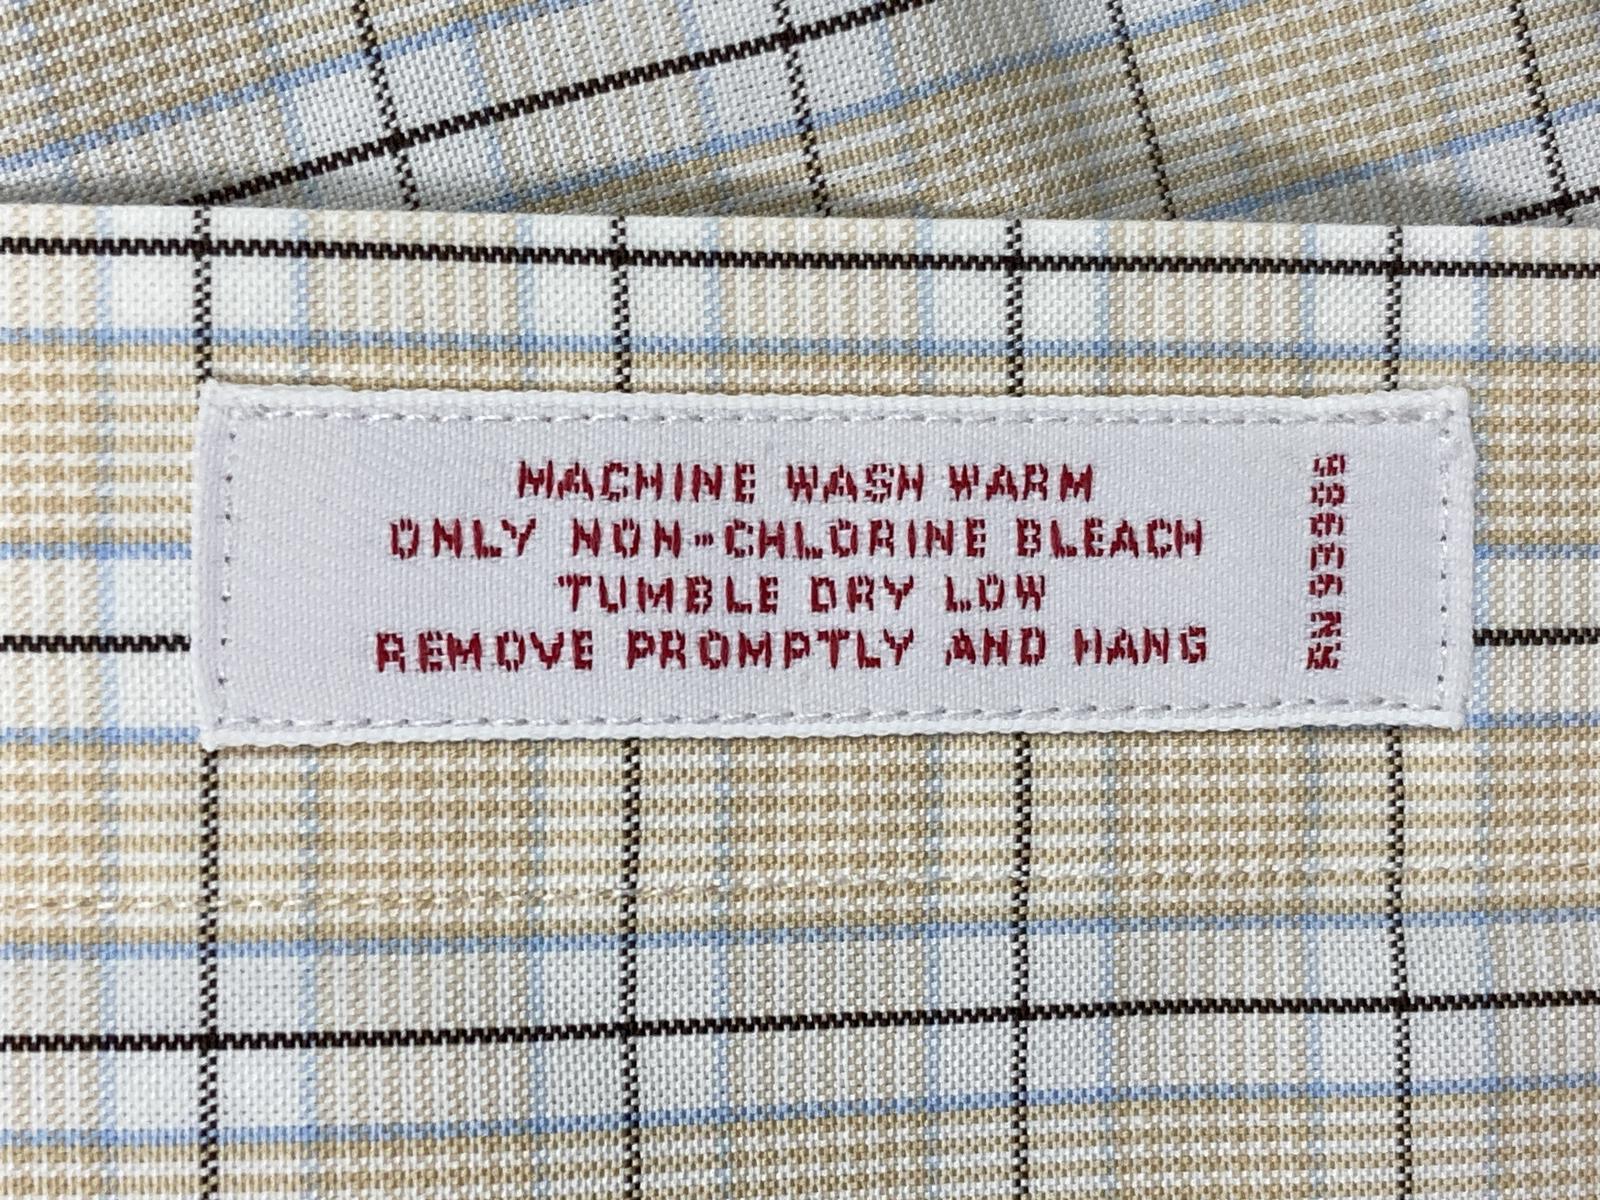 MACHINE WASH WARM
ONLY NON-CHLORINE BLEACH
TUMBLE DRY LOW
REMOVE PROMPTLY AND HANG